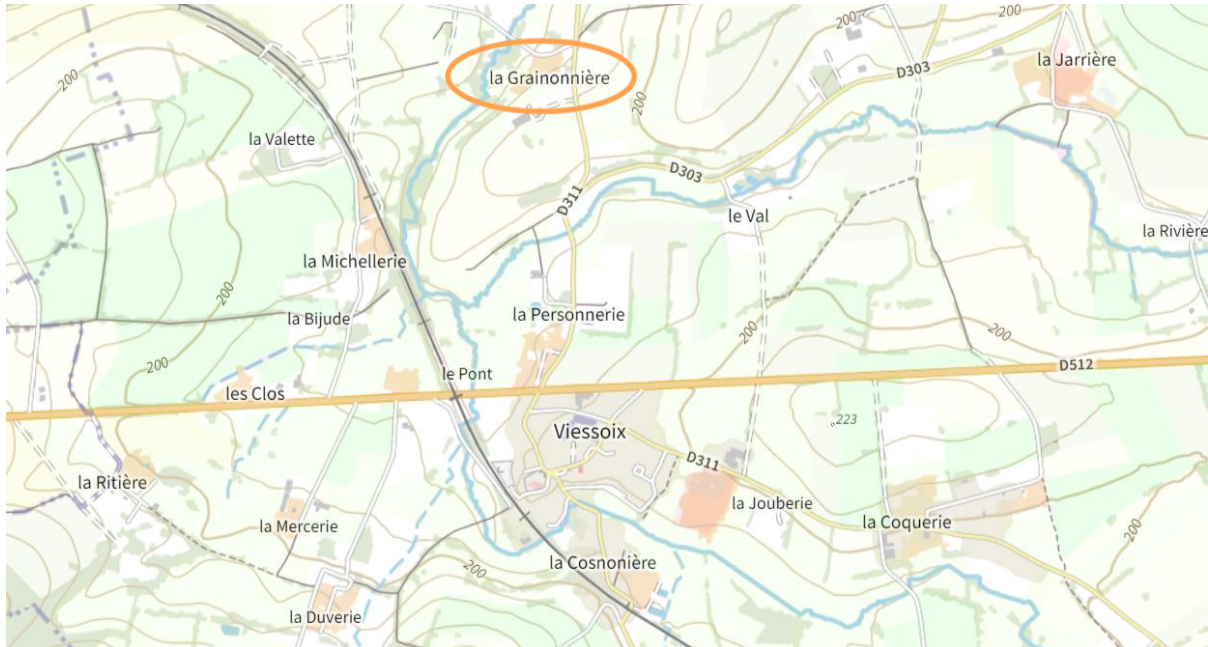 200
200
D303
la Jarrière
la Grainonnière
200
200
la Valette
D303
D311
le Val
la Rivière
la Michellerie
200
la Bijude
la Personnerie
200
200
200
le Pont
D512
les Clos
223
Viessoix
D311
la Ritière
la Jouberie
la Mercerie
la Coquerie
200
la Cosnonière
200
la Duverie